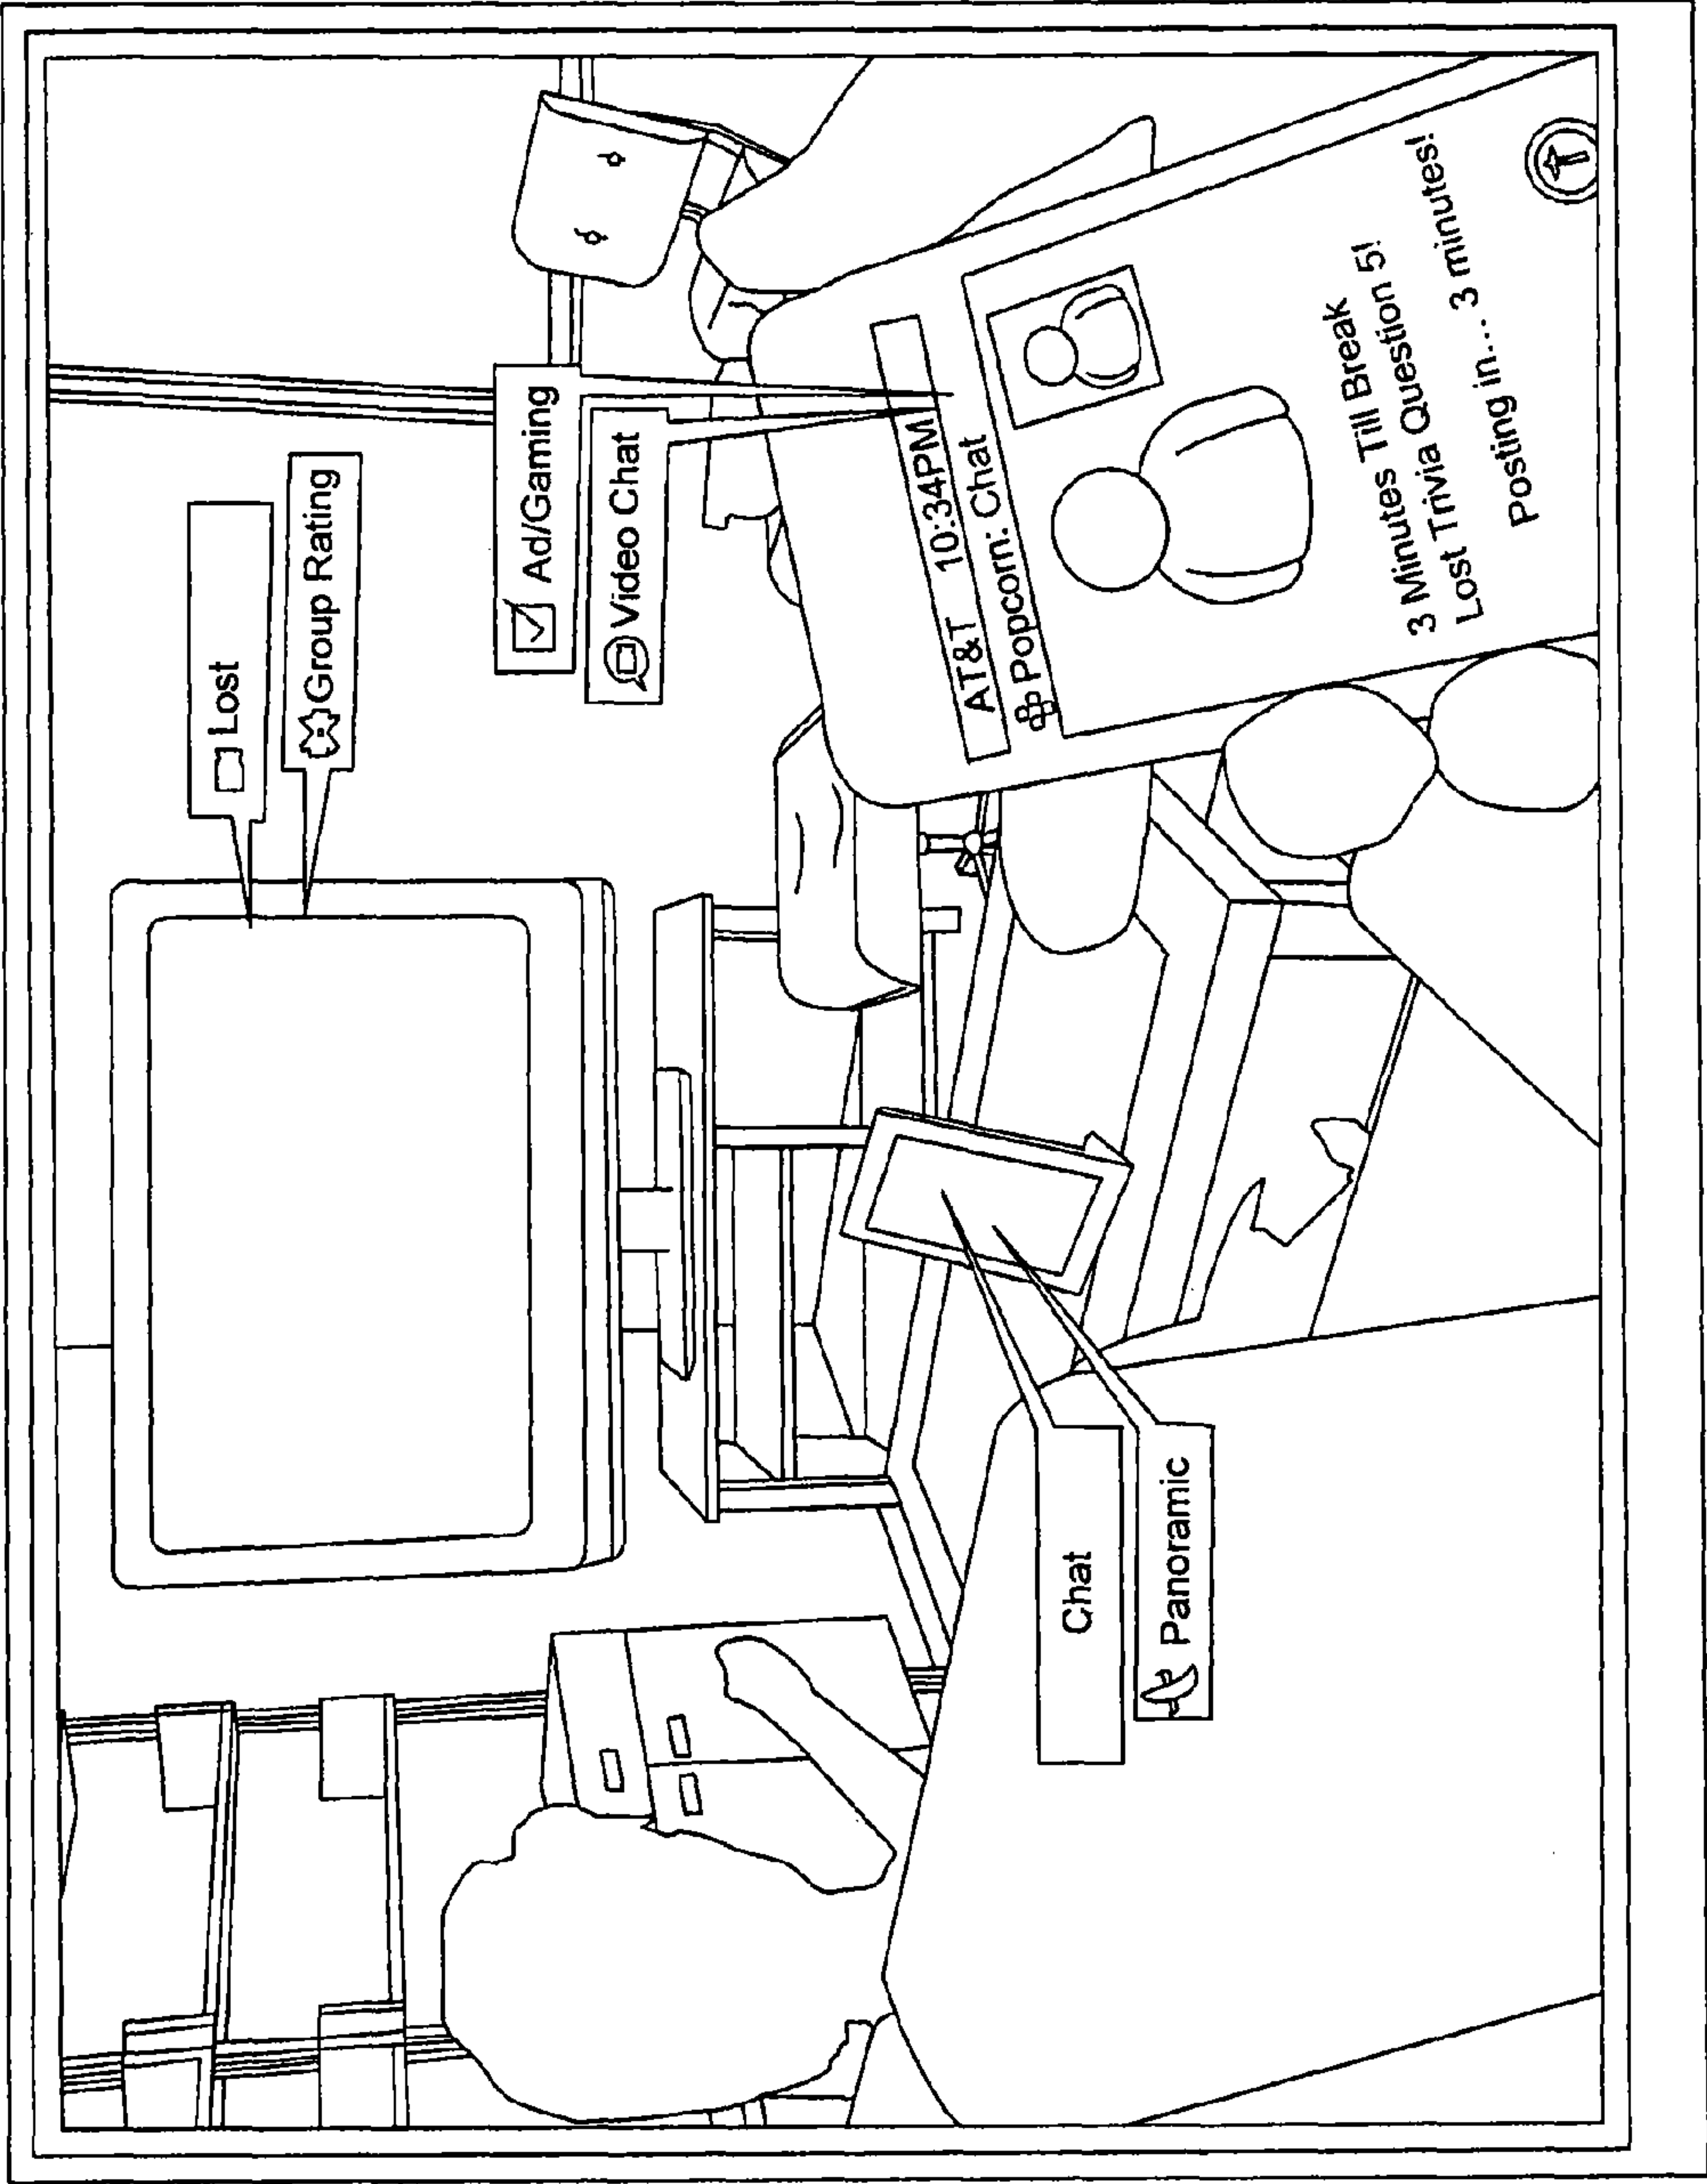 Lost
Group Rating
Ad/Gaming
Video Chat
Chat
Panoramic
AT&T 10:34PM
Popcorn: Chat
3 Minutes Till Break
Lost Trivia Question 5!
Posting in... 3 minutes!